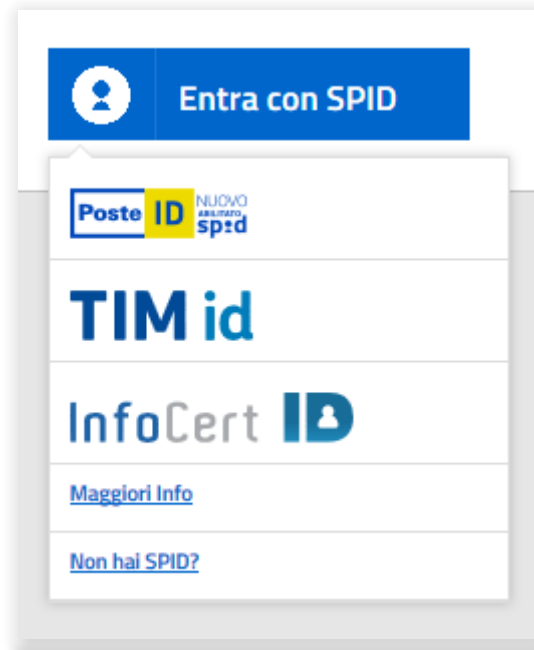 Entra con SPID
Poste ID NUOVO
ABILITATO
spid
TIM id
InfoCert ID
Maggiori Info
Non hai SPID?